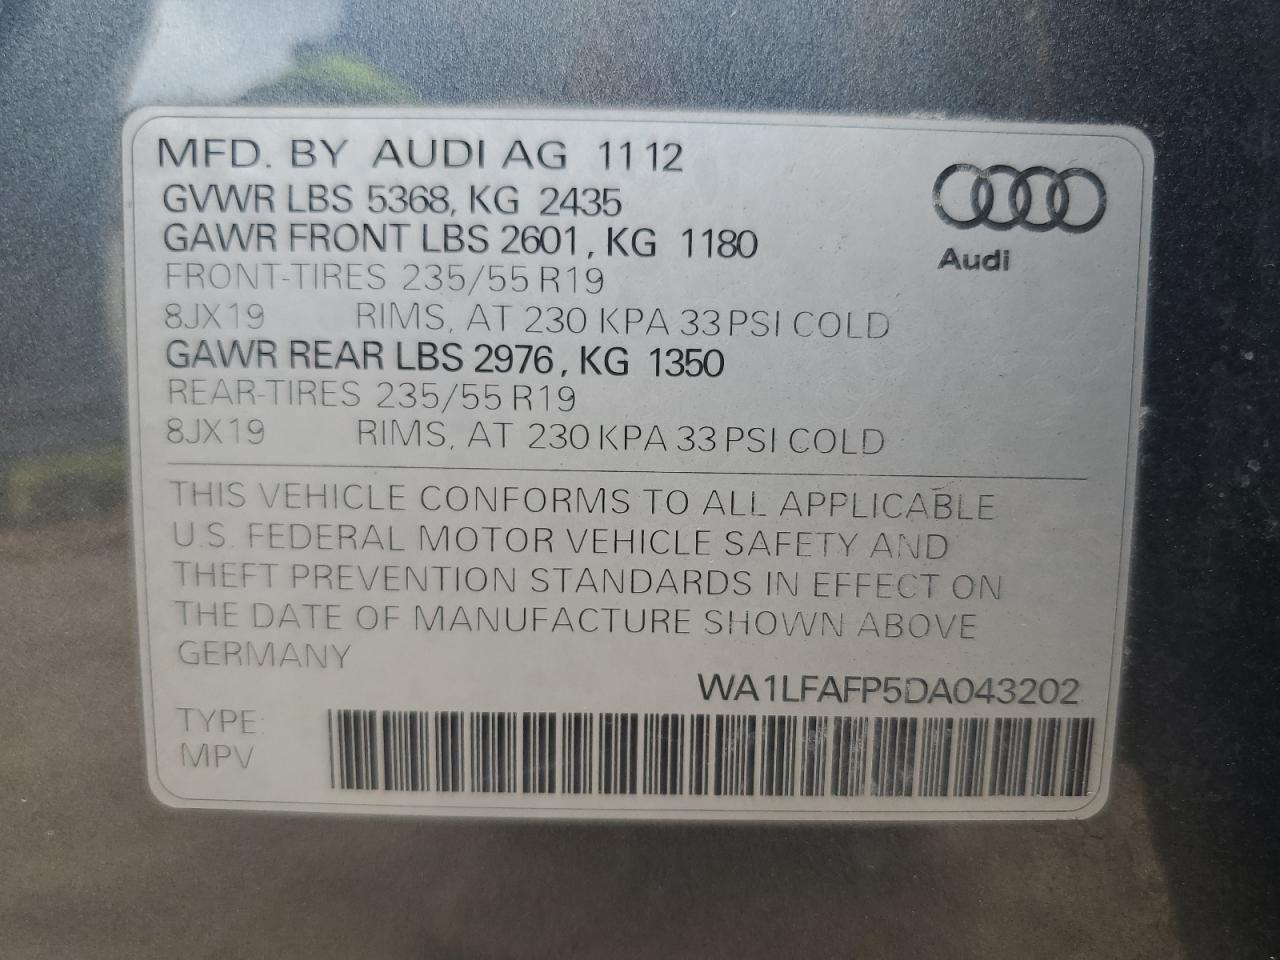 MFD. BY AUDI AG 11 12
GVWR LBS 5368, KG 2435
GAWR FRONT LBS 2601, KG 1180
FRONT-TIRES 235/55 R19
8JX19 RIMS, AT 230 KPA 33 PSI COLD
GAWR REAR LBS 2976, KG 1350
REAR-TIRES 235/55 R19
8JX19 RIMS, AT 230 KPA 33 PSI COLD
Audi
THIS VEHICLE CONFORMS TO ALL APPLICABLE
U.S. FEDERAL MOTOR VEHICLE SAFETY AND
THEFT PREVENTION STANDARDS IN EFFECT ON
THE DATE OF MANUFACTURE SHOWN ABOVE
GERMANY
WA1LFAFP5DA043202
TYPE:
MPV